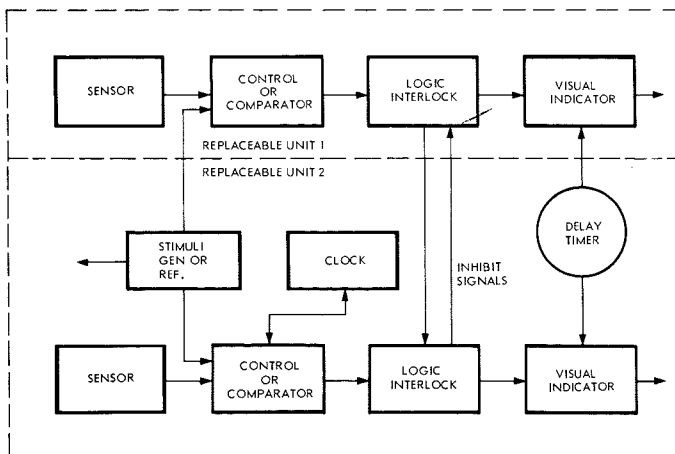 SENSOR
CONTROL
OR
COMPARATOR
LOGIC
INTERLOCK
VISUAL
INDICATOR
REPLACEABLE UNIT 1
REPLACEABLE UNIT 2
STIMULI
GEN OR
REF.
CLOCK
INHIBIT
SIGNALS
DELAY
TIMER
SENSOR
CONTROL
OR
COMPARATOR
LOGIC
INTERLOCK
VISUAL
INDICATOR